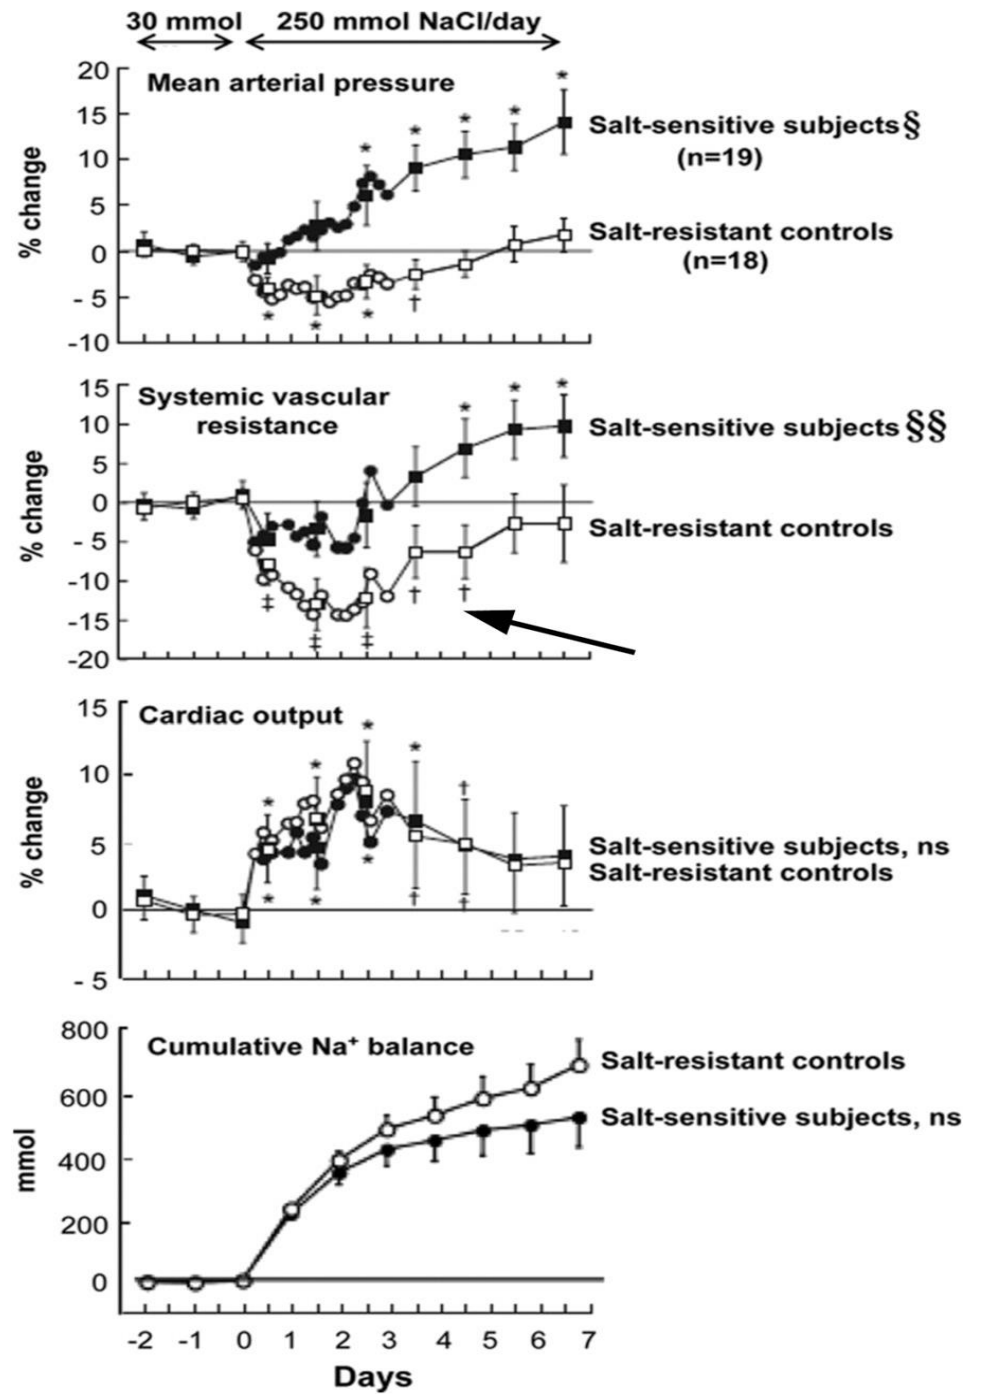 30 mmol 250 mmol NaCl/day
Mean arterial pressure
% change
20
15
10
5
0
- 5
-10
* * * * *
* * * †
Salt-sensitive subjects §
(n=19)
Salt-resistant controls
(n=18)
Systemic vascular
resistance
% change
15
10
5
0
- 5
-10
-15
-20
* * *
‡ ‡ ‡ † †
Salt-sensitive subjects §§
Salt-resistant controls
Cardiac output
% change
15
10
5
0
- 5
* * * * †
* * * † †
Salt-sensitive subjects, ns
Salt-resistant controls
Cumulative Na⁺ balance
mmol
800
600
400
200
0
Salt-resistant controls
Salt-sensitive subjects, ns
-2 -1 0 1 2 3 4 5 6 7
Days